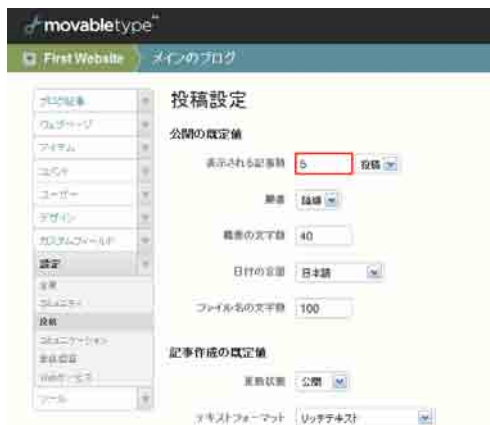 movabletype
First Website
メインのブログ
ブログ記事
ウェブページ
アイテム
コメント
ユーザー
デザイン
カスタムフィールド
設定
全般
コミュニティ
投稿
コミュニケーション
登録/認証
Webサービス
ツール
投稿設定
公開の既定値
表示される記事数 5 投稿
順番 降順
概要の文字数 40
日付の言語 日本語
ファイル名の文字数 100
記事作成の既定値
更新状態 公開
テキストフォーマット リッチテキスト